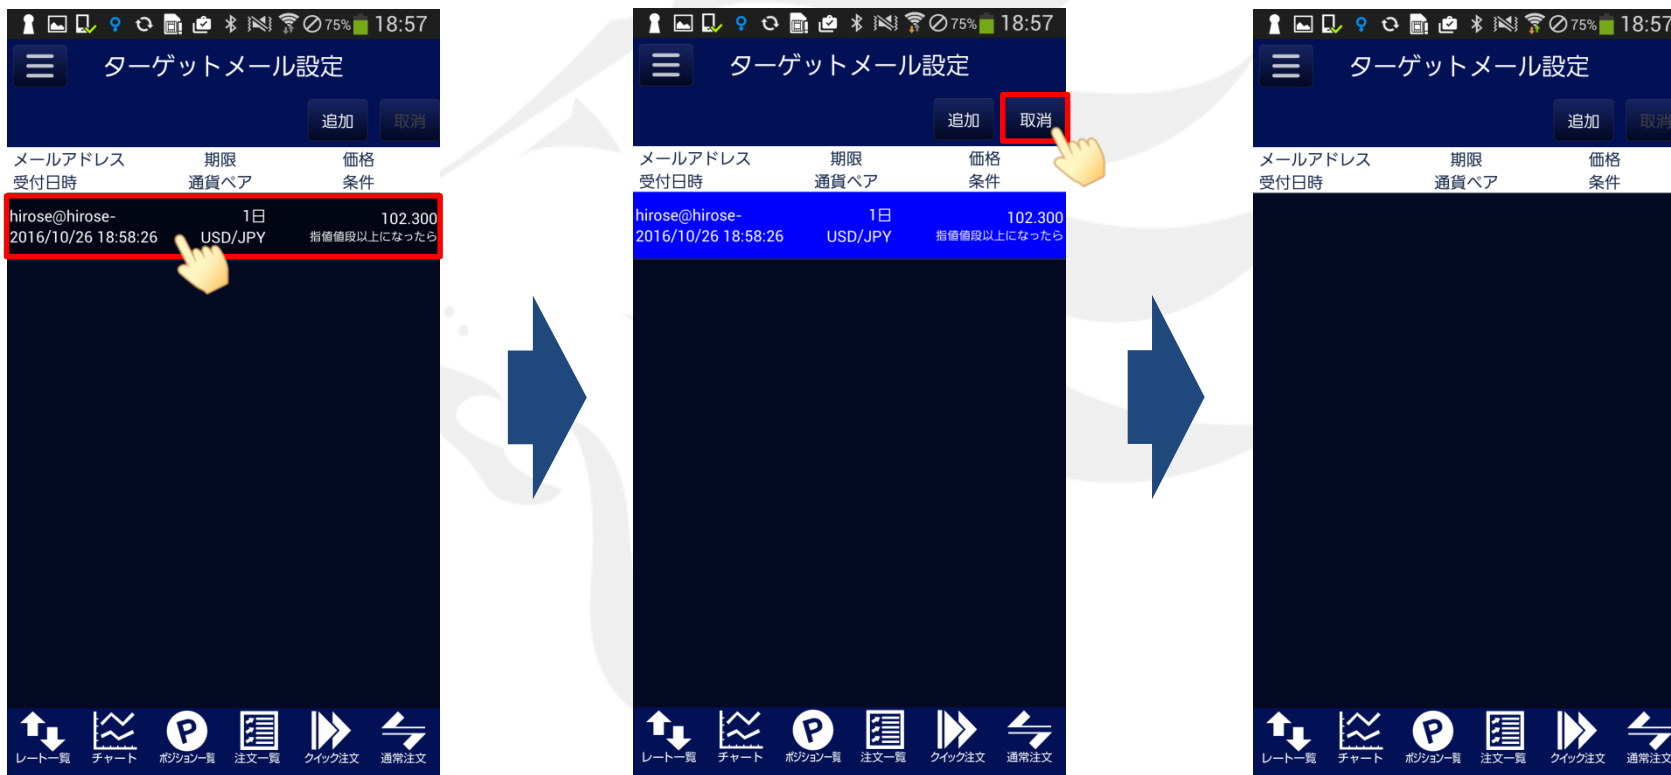 75% 18:57
ターゲットメール設定
追加 取消
メールアドレス 期限 価格
受付日時 通貨ペア 条件
hirose@hirose- 1日 102.300
2016/10/26 18:58:26 USD/JPY 指値値段以上になったら
レート一覧 チャート ポジション一覧 注文一覧 クイック注文 通常注文
75% 18:57
ターゲットメール設定
追加 取消
メールアドレス 期限 価格
受付日時 通貨ペア 条件
hirose@hirose- 1日 102.300
2016/10/26 18:58:26 USD/JPY 指値値段以上になったら
レート一覧 チャート ポジション一覧 注文一覧 クイック注文 通常注文
75% 18:57
ターゲットメール設定
追加 取消
メールアドレス 期限 価格
受付日時 通貨ペア 条件
レート一覧 チャート ポジション一覧 注文一覧 クイック注文 通常注文